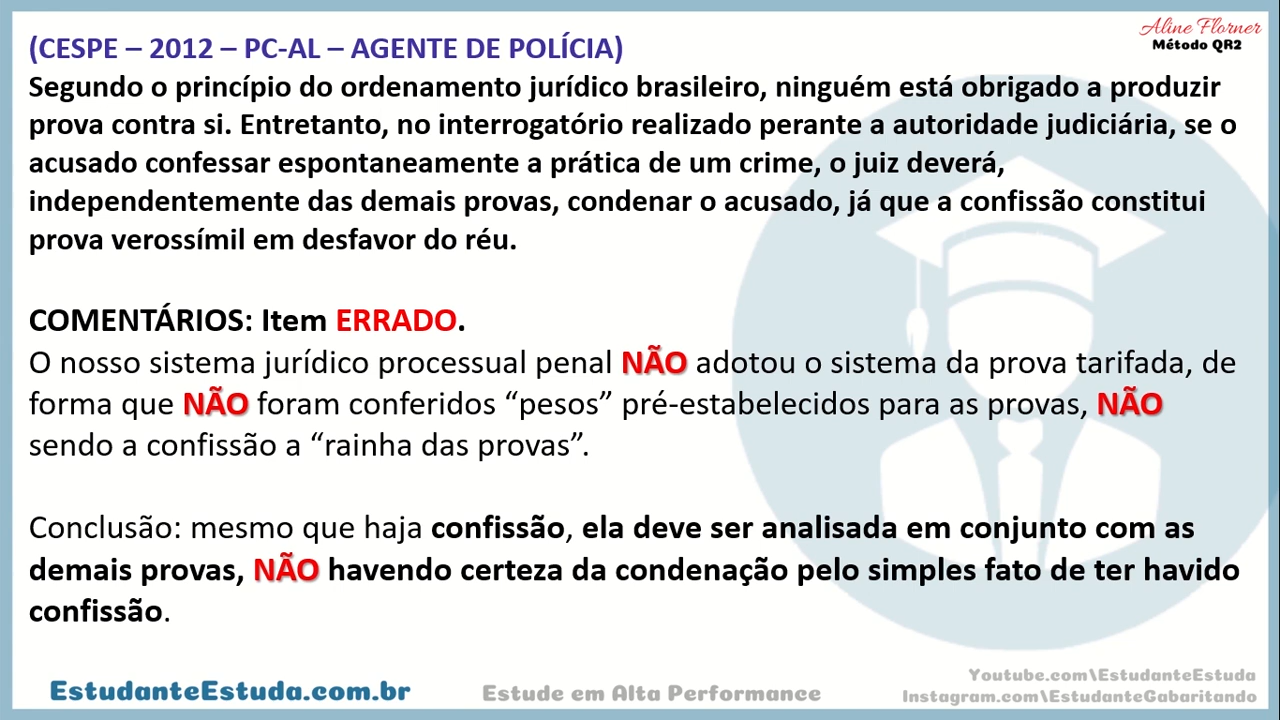 Aline Florner
Método QR2
(CESPE – 2012 – PC-AL – AGENTE DE POLÍCIA)
Segundo o princípio do ordenamento jurídico brasileiro, ninguém está obrigado a produzir
prova contra si. Entretanto, no interrogatório realizado perante a autoridade judiciária, se o
acusado confessar espontaneamente a prática de um crime, o juiz deverá,
independentemente das demais provas, condenar o acusado, já que a confissão constitui
prova verossímil em desfavor do réu.
COMENTÁRIOS: Item ERRADO.
O nosso sistema jurídico processual penal NÃO adotou o sistema da prova tarifada, de
forma que NÃO foram conferidos “pesos” pré-estabelecidos para as provas, NÃO
sendo a confissão a “rainha das provas”.
Conclusão: mesmo que haja confissão, ela deve ser analisada em conjunto com as
demais provas, NÃO havendo certeza da condenação pelo simples fato de ter havido
confissão.
EstudanteEstuda.com.br
Estude em Alta Performance
Youtube.com\EstudanteEstuda
Instagram.com\EstudanteGabaritando